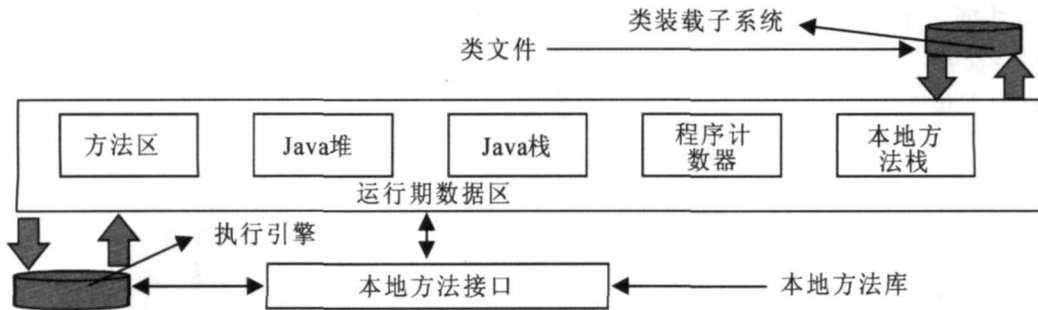 类装载子系统
类文件
方法区
Java堆
Java栈
程序计
数器
本地方
法栈
运行期数据区
执行引擎
本地方法接口
本地方法库